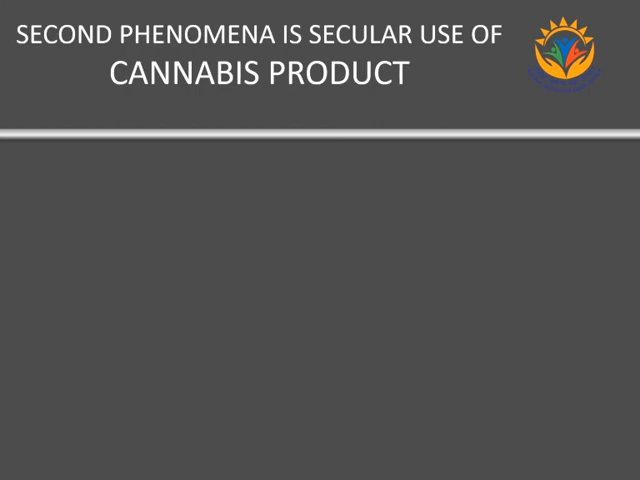 SECOND PHENOMENA IS SECULAR USE OF
CANNABIS PRODUCT